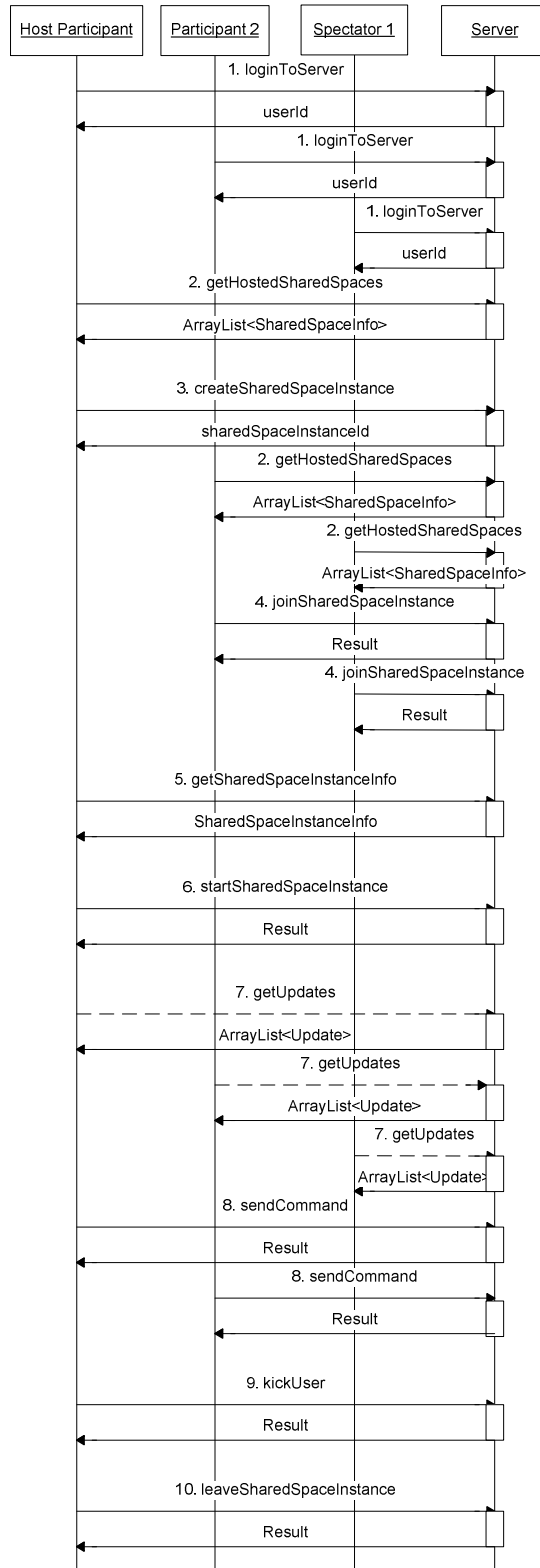 Host Participant
Participant 2
Spectator 1
Server
1. loginToServer
userId
1. loginToServer
userId
1. loginToServer
userId
2. getHostedSharedSpaces
ArrayList<SharedSpaceInfo>
3. createSharedSpaceInstance
sharedSpaceInstanceId
2. getHostedSharedSpaces
ArrayList<SharedSpaceInfo>
2. getHostedSharedSpaces
ArrayList<SharedSpaceInfo>
4. joinSharedSpaceInstance
Result
4. joinSharedSpaceInstance
Result
5. getSharedSpaceInstanceInfo
SharedSpaceInstanceInfo
6. startSharedSpaceInstance
Result
7. getUpdates
ArrayList<Update>
7. getUpdates
ArrayList<Update>
7. getUpdates
ArrayList<Update>
8. sendCommand
Result
8. sendCommand
Result
9. kickUser
Result
10. leaveSharedSpaceInstance
Result